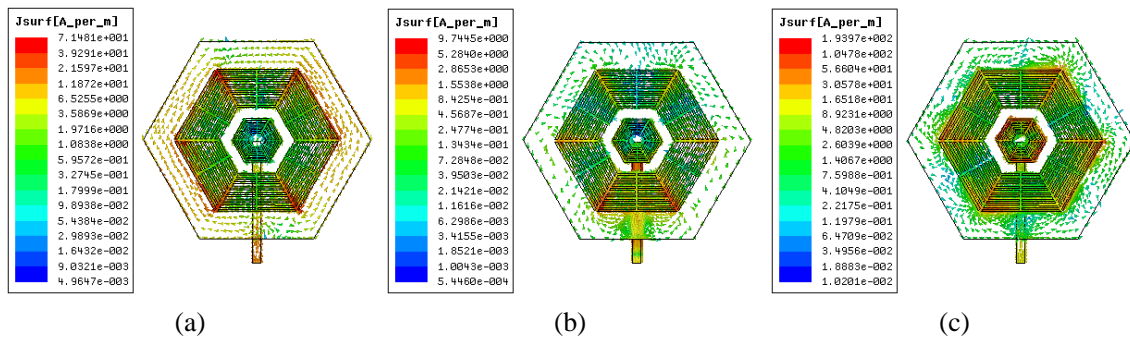 Jsurf[A_per_m]
7.1481e+001
3.9291e+001
2.1597e+001
1.1872e+001
6.5255e+000
3.5869e+000
1.9716e+000
1.0838e+000
5.9572e-001
3.2745e-001
1.7999e-001
9.8938e-002
5.4384e-002
2.9893e-002
1.6432e-002
9.0321e-003
4.9647e-003
(a)
Jsurf[A_per_m]
9.7445e+000
5.2840e+000
2.8653e+000
1.5538e+000
8.4254e-001
4.5687e-001
2.4774e-001
1.3434e-001
7.2848e-002
3.9503e-002
2.1421e-002
1.1616e-002
6.2986e-003
3.4155e-003
1.8521e-003
1.0043e-003
5.4460e-004
(b)
Jsurf[A_per_m]
1.9397e+002
1.0478e+002
5.6604e+001
3.0578e+001
1.6518e+001
8.9231e+000
4.8203e+000
2.6039e+000
1.4067e+000
7.5988e-001
4.1049e-001
2.2175e-001
1.1979e-001
6.4709e-002
3.4956e-002
1.8883e-002
1.0201e-002
(c)